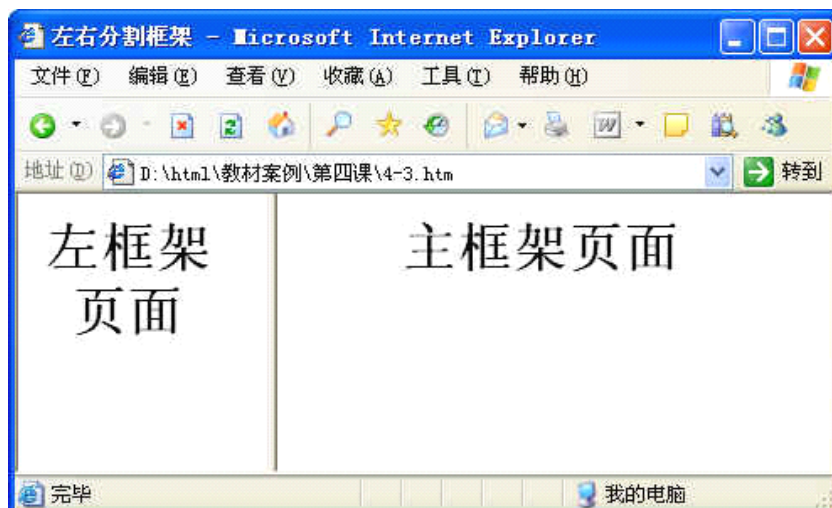 左右分割框架 - Microsoft Internet Explorer
文件(F) 编辑(E) 查看(V) 收藏(A) 工具(T) 帮助(H)
地址(D) D:\html\教材案例\第四课\4-3.htm 转到
左框架
页面
主框架页面
完毕 我的电脑